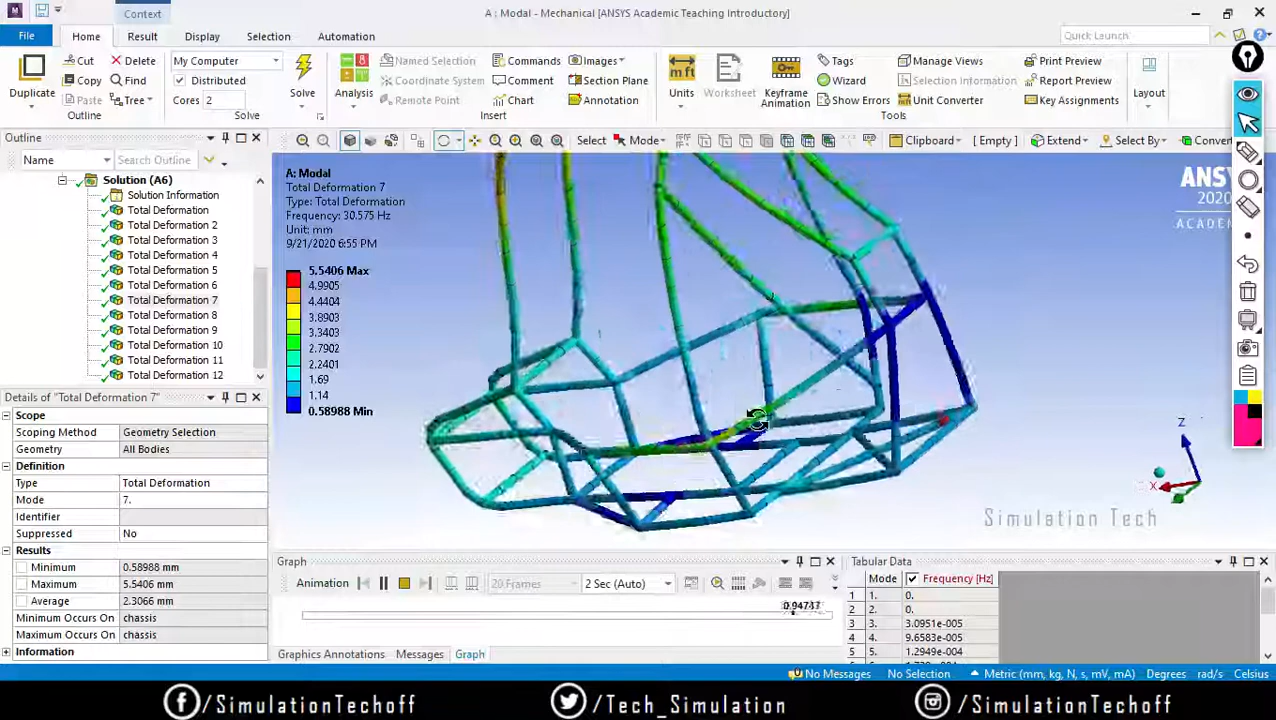 Context
A : Modal - Mechanical [ANSYS Academic Teaching Introductory]
File Home Result Display Selection Automation Quick Launch
Duplicate
Cut
Copy
Paste
Delete
Find
Tree
Outline
My Computer
Distributed
Cores 2
Solve
Solve
Analysis
Named Selection
Coordinate System
Remote Point
Commands
Comment
Chart
Images
Section Plane
Annotation
Insert
Units
Worksheet
Keyframe
Animation
Tags
Wizard
Show Errors
Manage Views
Selection Information
Unit Converter
Print Preview
Report Preview
Key Assignments
Tools
Layout
Select Mode Clipboard [ Empty ] Extend Select By Convert
Outline
Name Search Outline
Solution (A6)
Solution Information
Total Deformation
Total Deformation 2
Total Deformation 3
Total Deformation 4
Total Deformation 5
Total Deformation 6
Total Deformation 7
Total Deformation 8
Total Deformation 9
Total Deformation 10
Total Deformation 11
Total Deformation 12
Details of "Total Deformation 7"
Scope
Scoping Method Geometry Selection
Geometry All Bodies
Definition
Type Total Deformation
Mode 7.
Identifier
Suppressed No
Results
Minimum 0.58988 mm
Maximum 5.5406 mm
Average 2.3066 mm
Minimum Occurs On chassis
Maximum Occurs On chassis
Information
A: Modal
Total Deformation 7
Type: Total Deformation
Frequency: 30.575 Hz
Unit: mm
9/21/2020 6:55 PM
5.5406 Max
4.9905
4.4404
3.8903
3.3403
2.7902
2.2401
1.69
1.14
0.58988 Min
ANS
2020
ACADE
Z
X
Simulation Tech
Graph
Animation 20 Frames 2 Sec (Auto)
Graphics Annotations Messages Graph
Tabular Data
Mode Frequency [Hz]
1 1. 0.
2 2. 0.
3 3. 3.0951e-005
4 4. 9.6583e-005
5 5. 1.2949e-004
No Messages No Selection Metric (mm, kg, N, s, mV, mA) Degrees rad/s Celsius
/SimulationTechoff /Tech_Simulation /SimulationTechoff